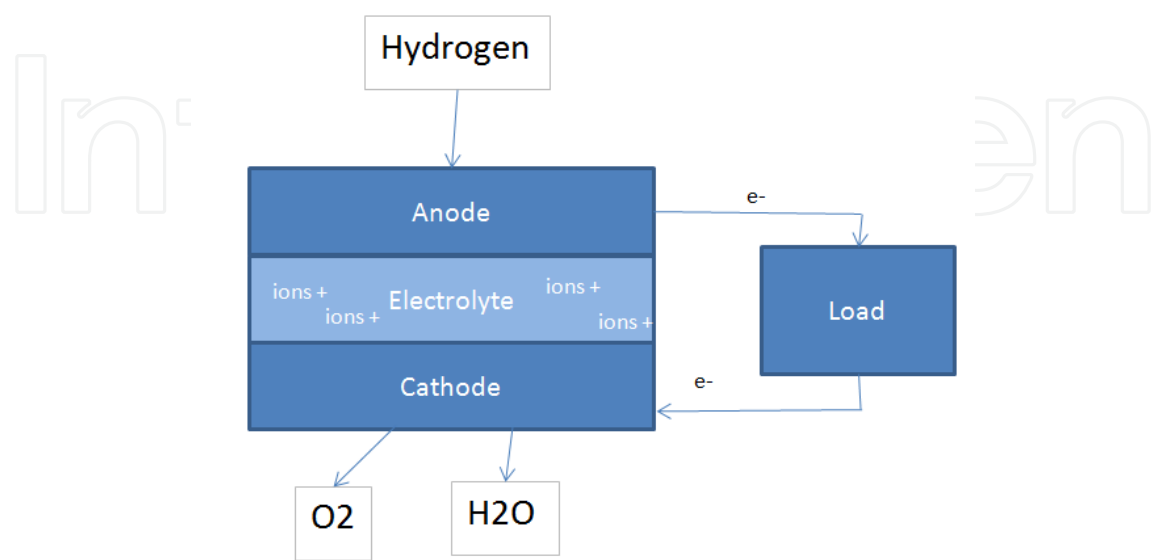 Hydrogen
Anode
e-
ions +
ions +
Electrolyte
ions +
ions +
Load
Cathode
e-
O2
H2O